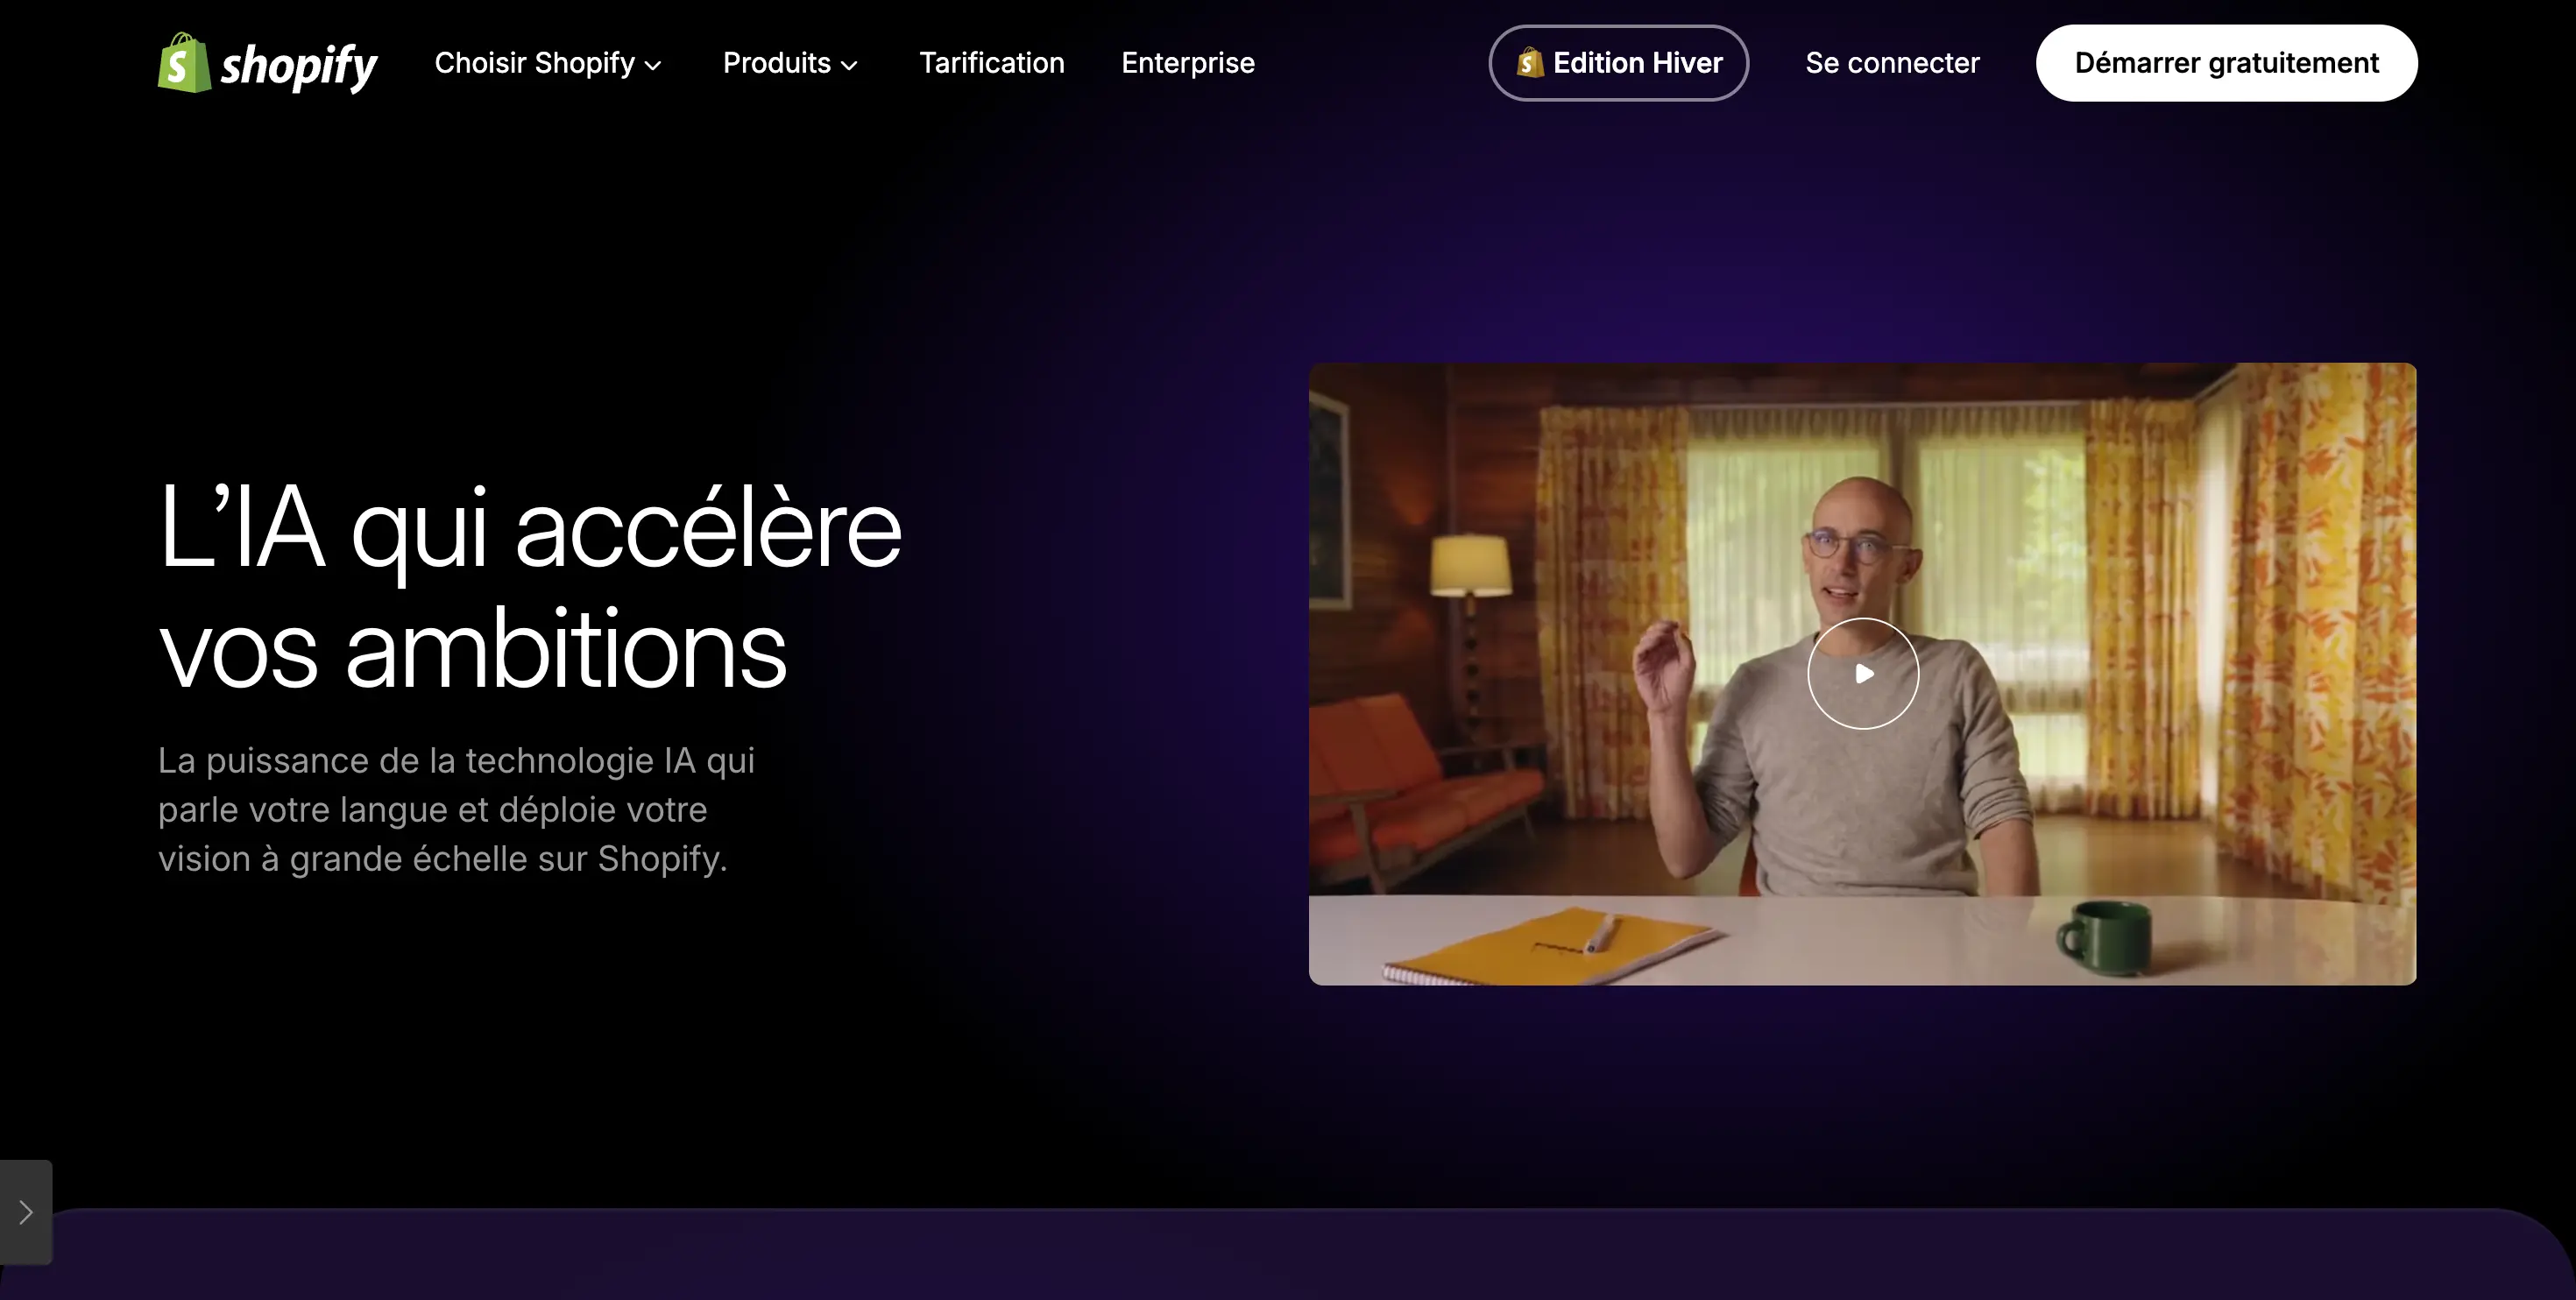 shopify
Choisir Shopify
Produits
Tarification
Enterprise
Edition Hiver
Se connecter
Démarrer gratuitement
L’IA qui accélère
vos ambitions
La puissance de la technologie IA qui
parle votre langue et déploie votre
vision à grande échelle sur Shopify.